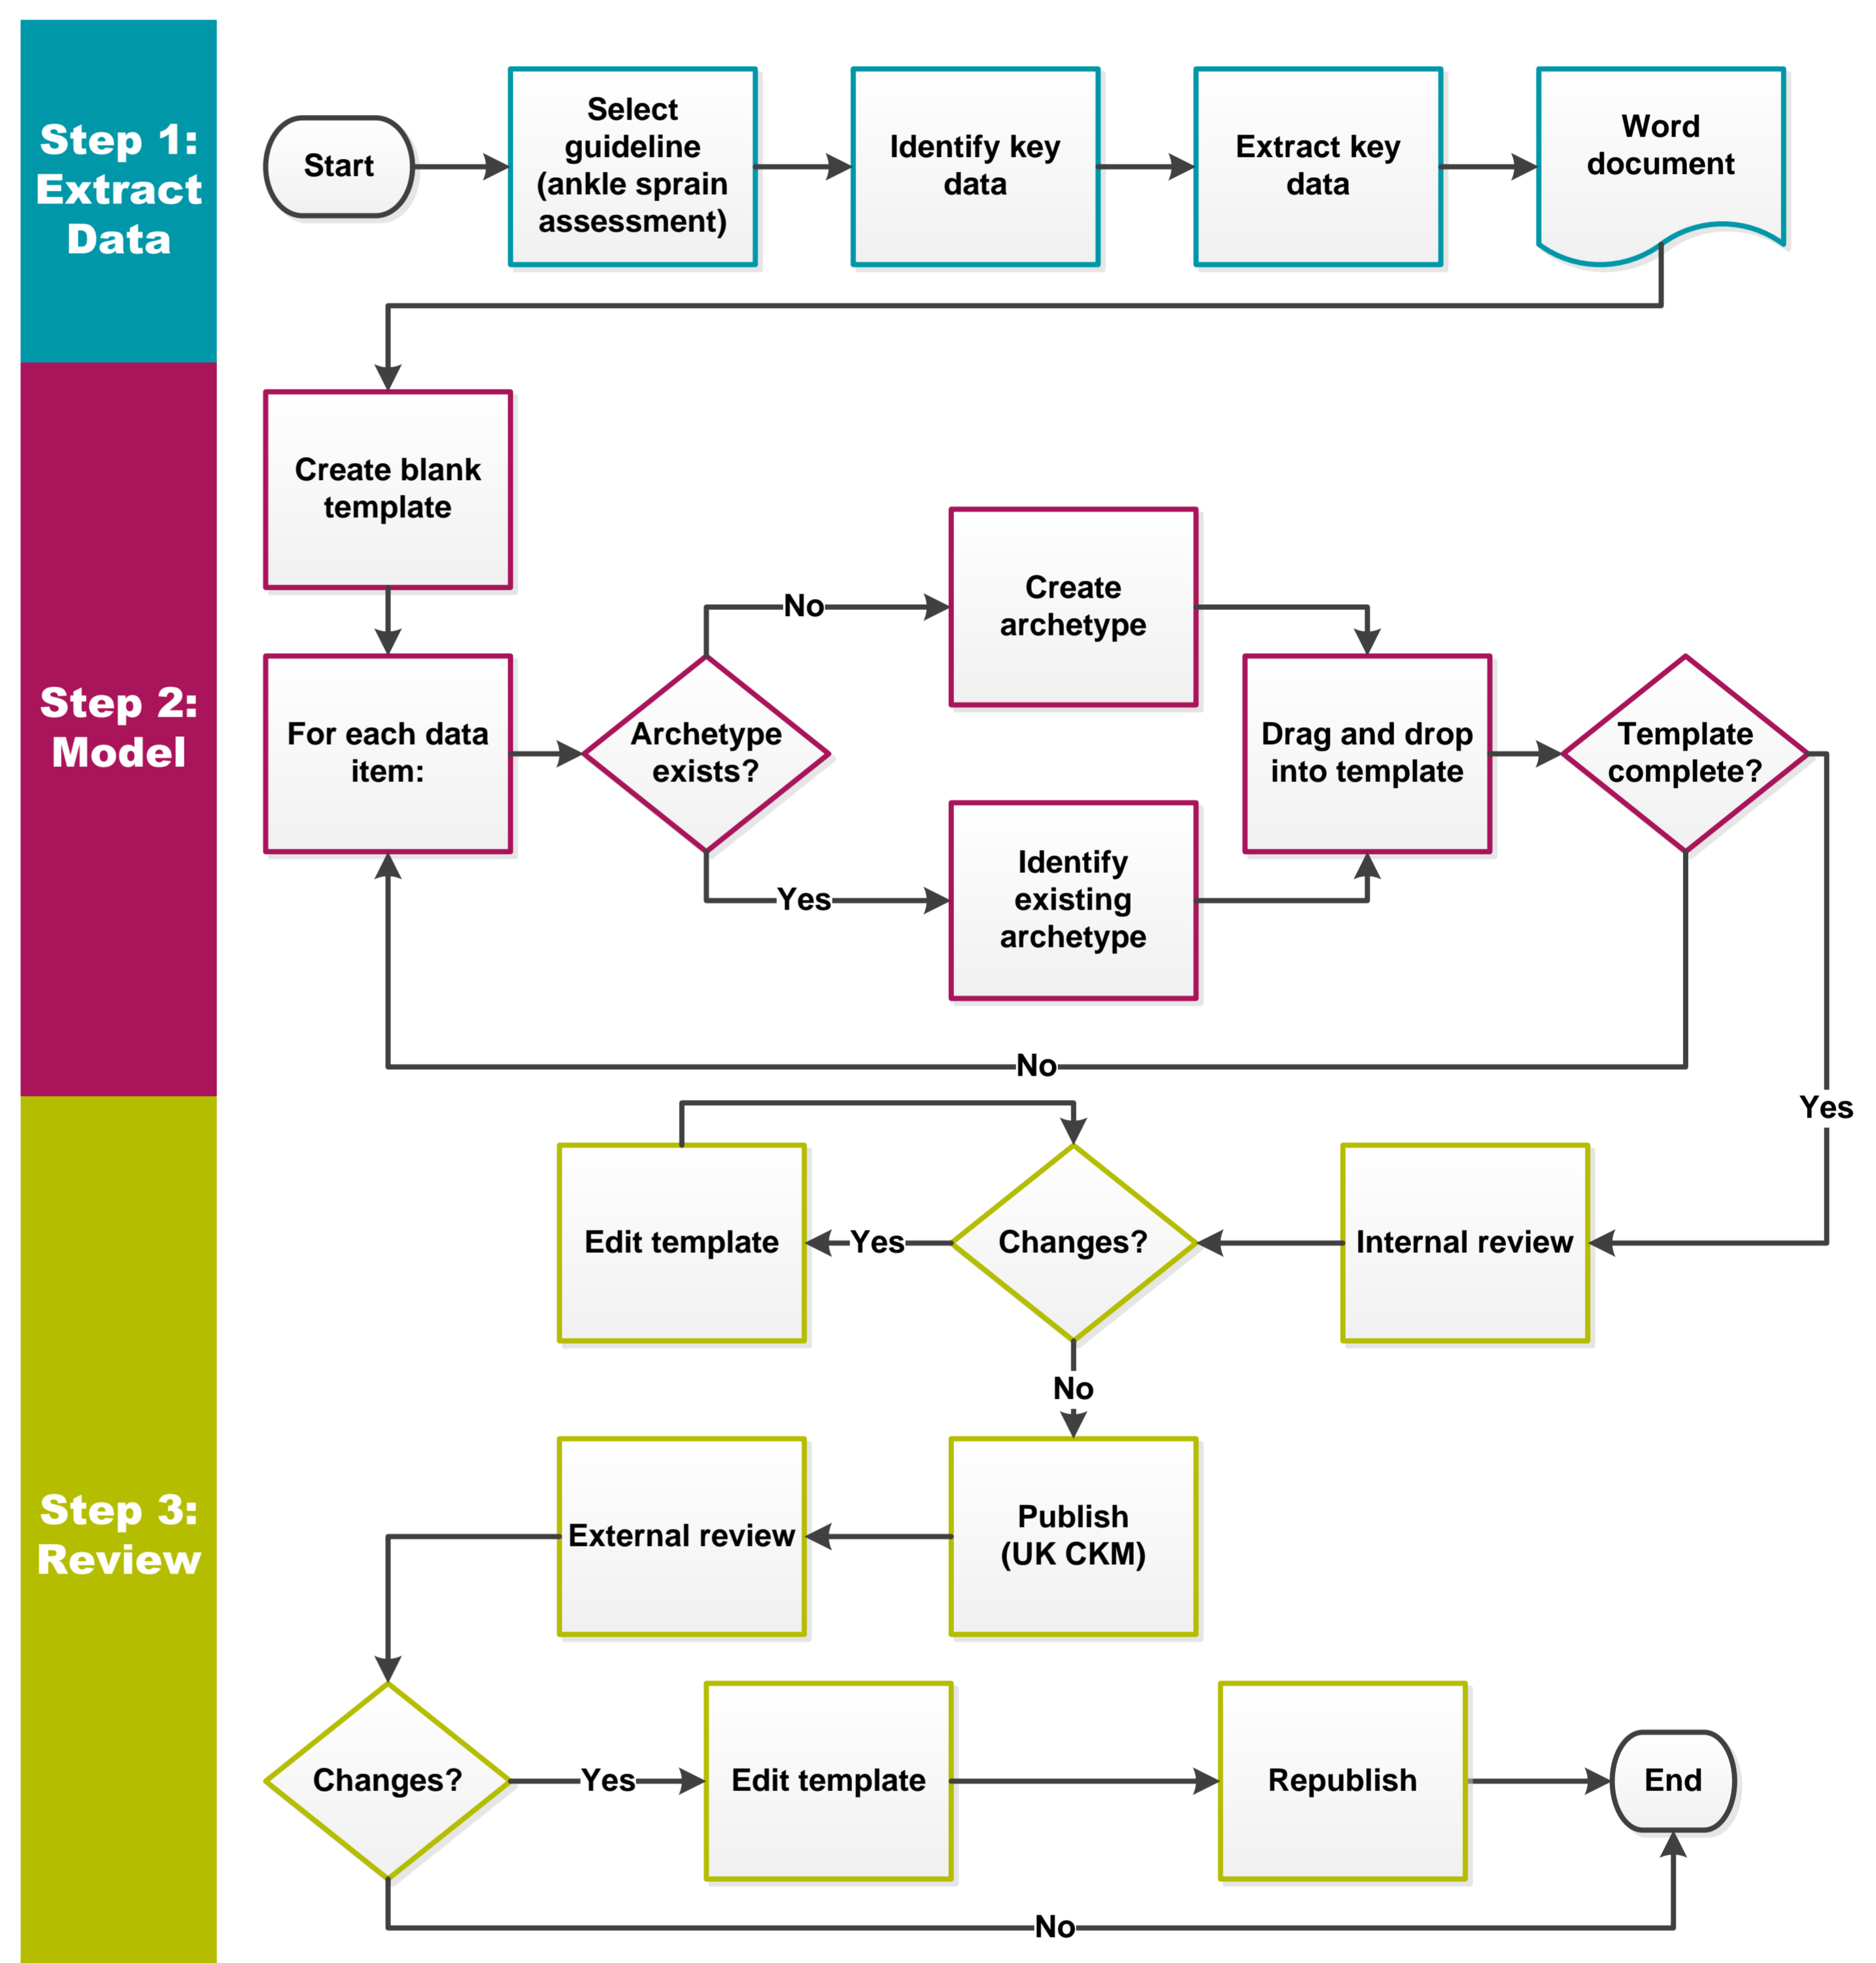 Step 1:
Extract
Data
Start
Select
guideline
(ankle sprain
assessment)
Identify key
data
Extract key
data
Word
document
Step 2:
Model
Create blank
template
For each data
item:
Archetype
exists?
No
Yes
Create
archetype
Identify
existing
archetype
Drag and drop
into template
Template
complete?
No
Yes
Step 3:
Review
Internal review
Changes?
Yes
Edit template
No
Publish
(UK CKM)
External review
Changes?
Yes
Edit template
Republish
End
No